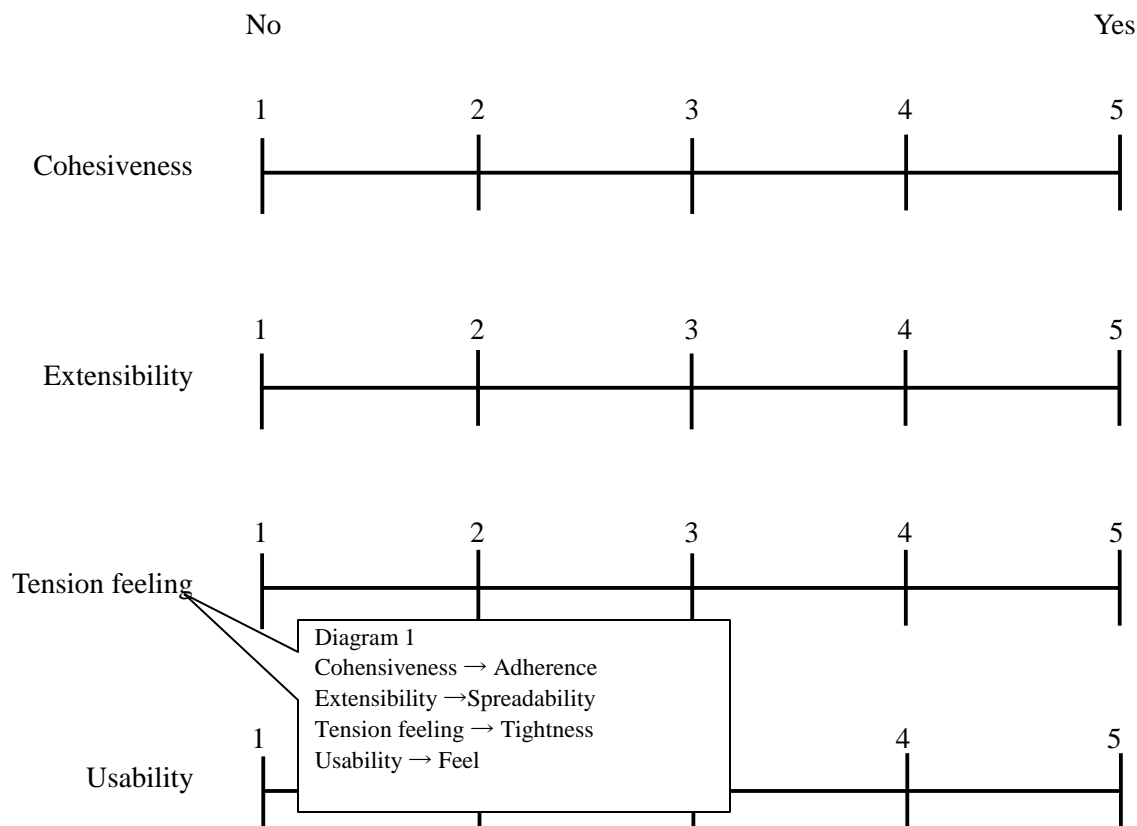 No Yes
1 2 3 4 5
Cohesiveness
1 2 3 4 5
Extensibility
1 2 3 4 5
Tension feeling
Diagram 1
Cohensiveness → Adherence
Extensibility →Spreadability
Tension feeling → Tightness
Usability → Feel
1 4 5
Usability